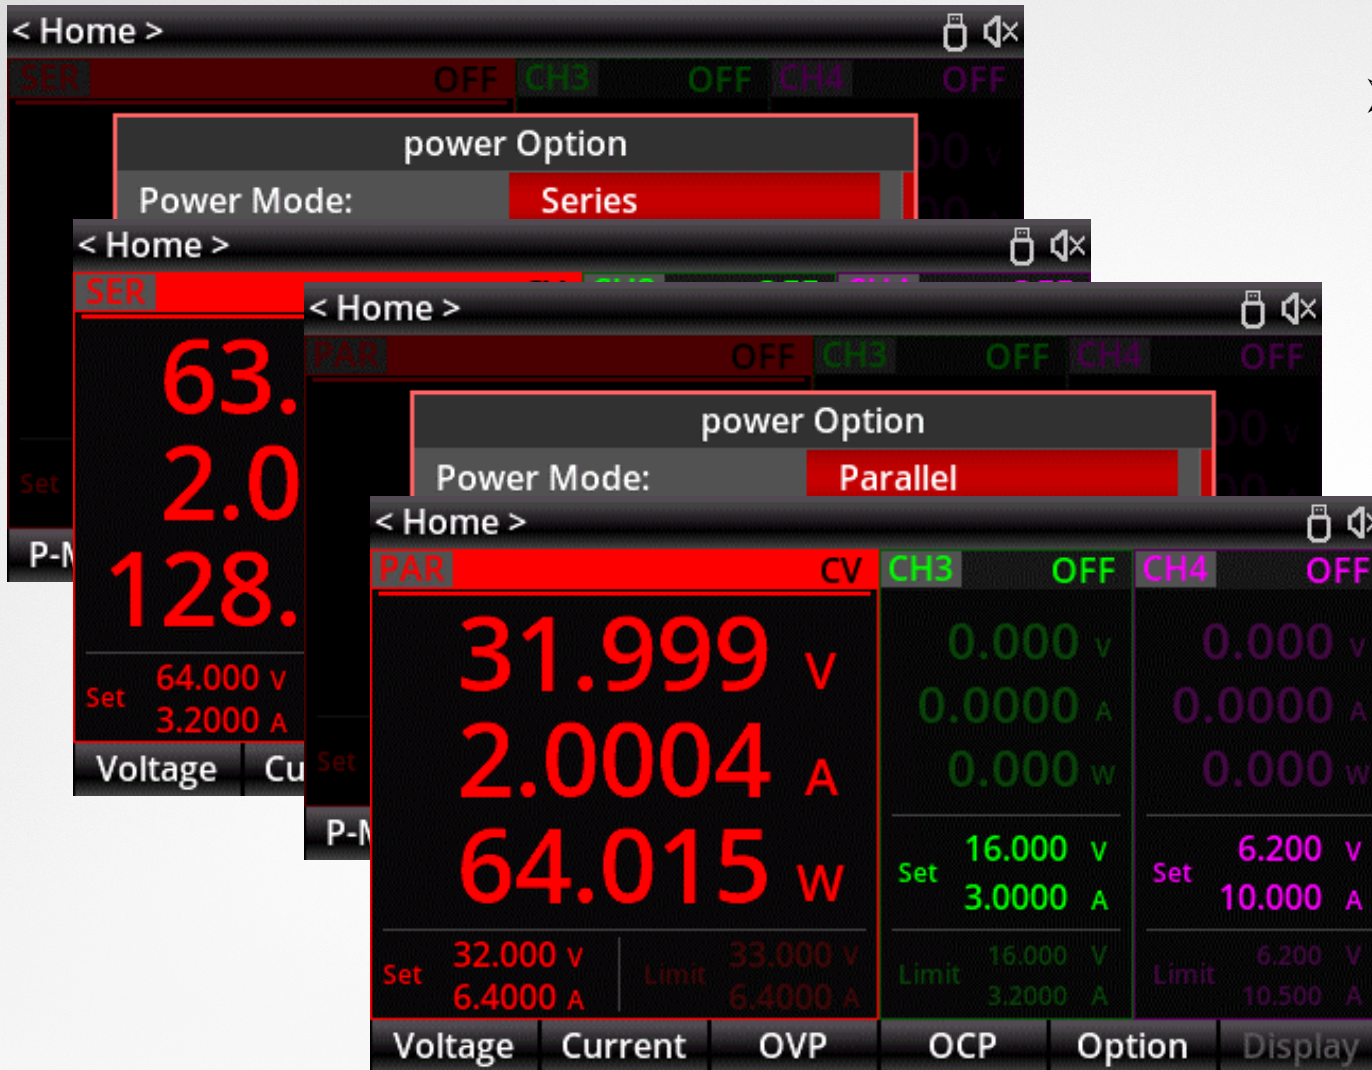 < Home >
SER OFF CH3 OFF CH4 OFF
power Option
Power Mode: Series
Set
< Home >
SER
63.
2.0
128.
Set 64.000 V
3.2000 A
Voltage
< Home >
PAR OFF CH3 OFF CH4 OFF
power Option
Power Mode: Parallel
Set
< Home >
PAR CV CH3 OFF CH4 OFF
31.999 V 0.000 V 0.000 V
2.0004 A 0.0000 A 0.0000 A
64.015 W 0.000 W 0.000 W
Set 16.000 V Set 6.200 V
3.0000 A 10.000 A
Set 32.000 V Limit 33.000 V Limit 16.000 V Limit 6.200 V
6.4000 A 6.4000 A 3.2000 A 10.500 A
Voltage Current OVP OCP Option Display